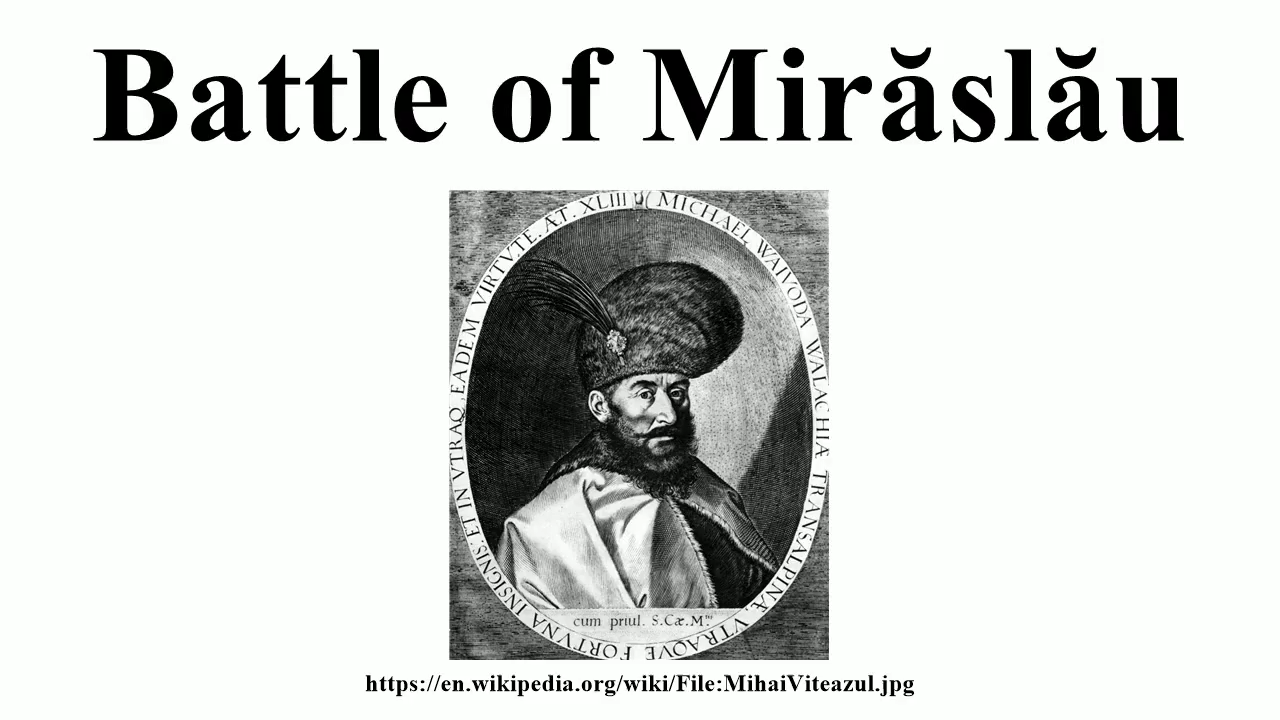 Battle of Mirăslău
MICHAEL WAIVODA WALACHIÆ TRANSALPINÆ, VTRAQVE FORTVNA INSIGNIS: ET IN VTRAQ, EADEM VIRTVTE. ÆT. XLIII
cum priul. S. Cæ. M.tis
https://en.wikipedia.org/wiki/File:MihaiViteazul.jpg